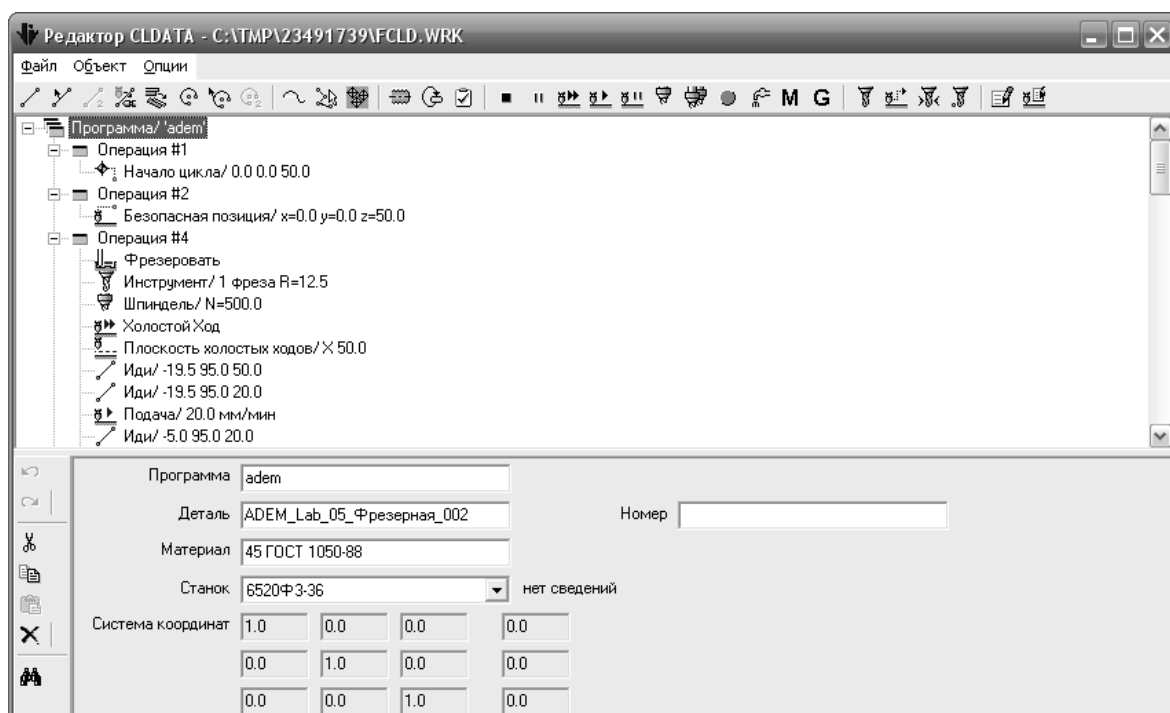 Редактор CLDATA - C:\TMP\23491739\FCLD.WRK
Файл Объект Опции
M G
Программа/ 'adem'
Операция #1
Начало цикла/ 0.0 0.0 50.0
Операция #2
Безопасная позиция/ x=0.0 y=0.0 z=50.0
Операция #4
Фрезеровать
Инструмент/ 1 фреза R=12.5
Шпиндель/ N=500.0
Холостой Ход
Плоскость холостых ходов/ X 50.0
Иди/ -19.5 95.0 50.0
Иди/ -19.5 95.0 20.0
Подача/ 20.0 мм/мин
Иди/ -5.0 95.0 20.0
Программа adem
Деталь ADEM_Lab_05_Фрезерная_002 Номер
Материал 45 ГОСТ 1050-88
Станок 6520Ф3-36 нет сведений
Система координат 1.0 0.0 0.0 0.0
0.0 1.0 0.0 0.0
0.0 0.0 1.0 0.0